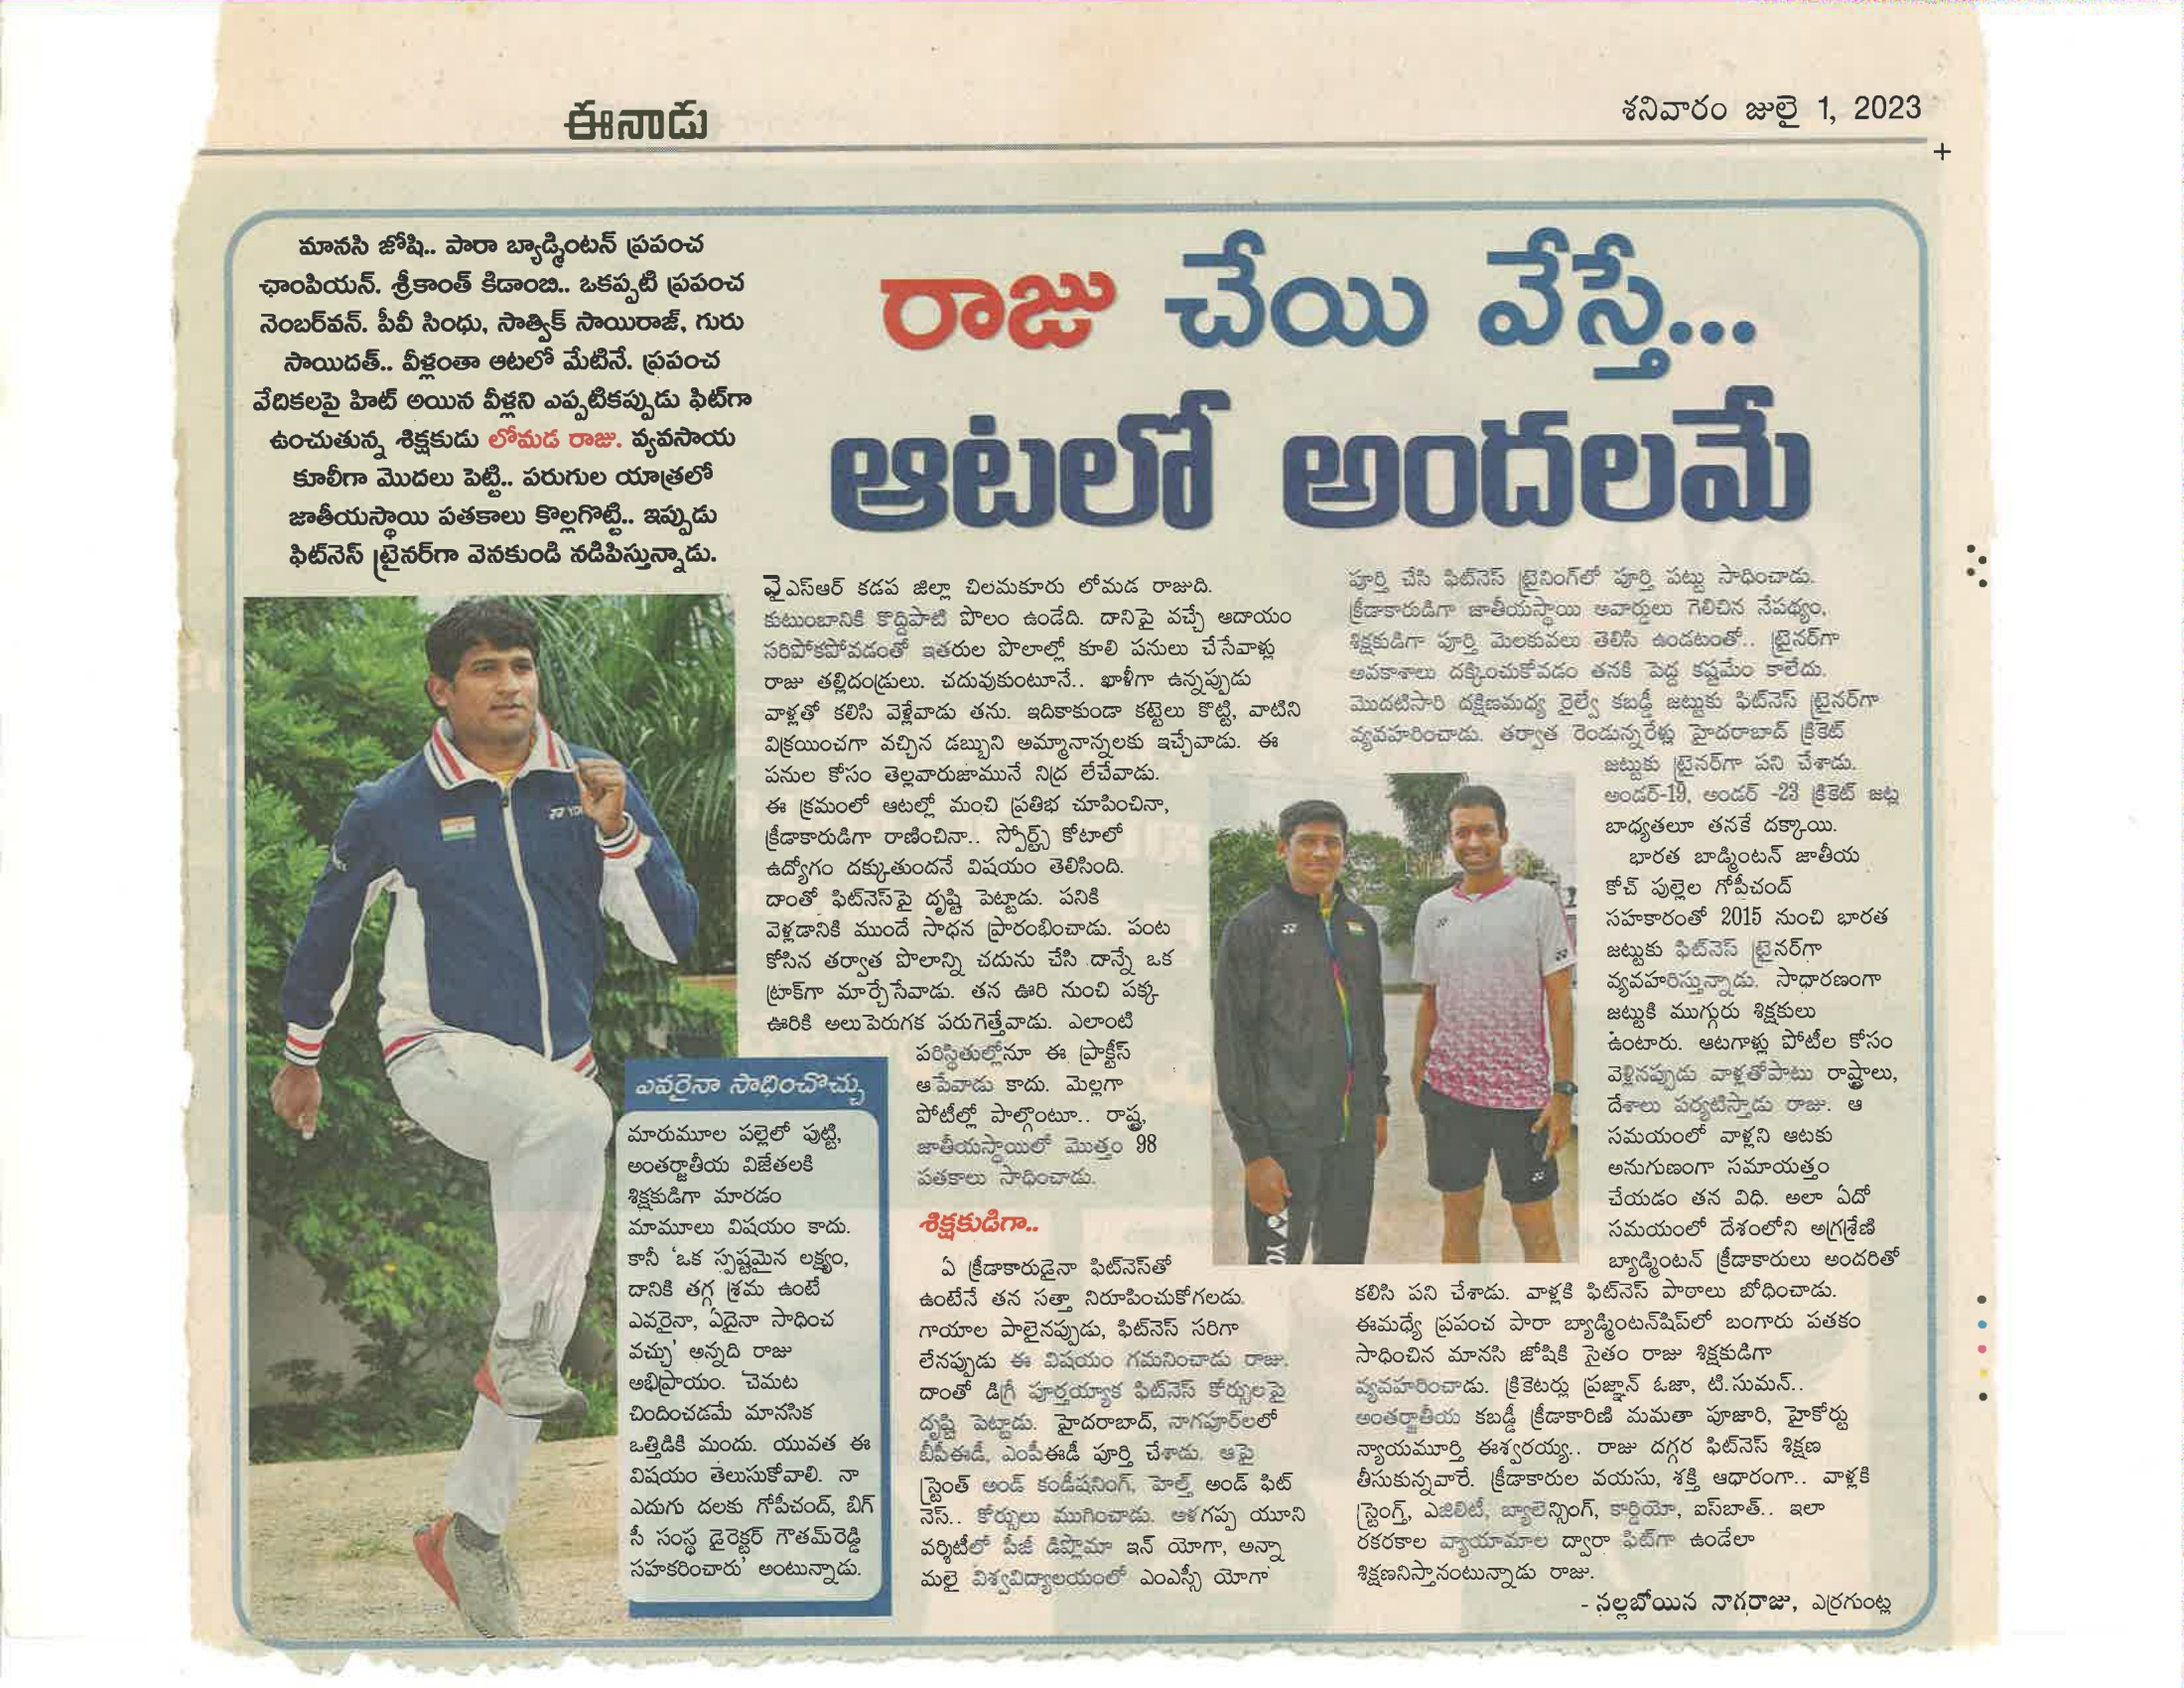 ఈనాడు
శనివారం జులై 1, 2023
రాజు చేయి వేస్తే...
ఆటలో అందలమే
మానసి జోషి.. పారా బ్యాడ్మింటన్ ప్రపంచ
ఛాంపియన్. శ్రీకాంత్ కిడాంబి.. ఒకప్పటి ప్రపంచ
నెంబర్‌వన్. పీవీ సింధు, సాత్విక్ సాయిరాజ్, గురు
సాయిదత్.. వీళ్లంతా ఆటలో మేటినే. ప్రపంచ
వేదికలపై హిట్ అయిన వీళ్లని ఎప్పటికప్పుడు ఫిట్‌గా
ఉంచుతున్న శిక్షకుడు లోమడ రాజు. వ్యవసాయ
కూలీగా మొదలు పెట్టి.. పరుగుల యాత్రలో
జాతీయస్థాయి పతకాలు కొల్లగొట్టి.. ఇప్పుడు
ఫిట్‌నెస్ ట్రైనర్‌గా వెనకుండి నడిపిస్తున్నాడు.
వైఎస్ఆర్ కడప జిల్లా చిలమకూరు లోమడ రాజుది.
కుటుంబానికి కొద్దిపాటి పొలం ఉండేది. దానిపై వచ్చే ఆదాయం
సరిపోకపోవడంతో ఇతరుల పొలాల్లో కూలి పనులు చేసేవాళ్లు
రాజు తల్లిదండ్రులు. చదువుకుంటూనే.. ఖాళీగా ఉన్నప్పుడు
వాళ్లతో కలిసి వెళ్లేవాడు తను. ఇదికాకుండా కట్టెలు కొట్టి, వాటిని
విక్రయించగా వచ్చిన డబ్బుని అమ్మానాన్నలకు ఇచ్చేవాడు. ఈ
పనుల కోసం తెల్లవారుజామునే నిద్ర లేచేవాడు.
ఈ క్రమంలో ఆటల్లో మంచి ప్రతిభ చూపించినా,
క్రీడాకారుడిగా రాణించినా.. స్పోర్ట్స్ కోటాలో
ఉద్యోగం దక్కుతుందనే విషయం తెలిసింది.
దాంతో ఫిట్‌నెస్‌పై దృష్టి పెట్టాడు. పనికి
వెళ్లడానికి ముందే సాధన ప్రారంభించాడు. పంట
కోసిన తర్వాత పొలాన్ని చదును చేసి దాన్నే ఒక
ట్రాక్‌గా మార్చేసేవాడు. తన ఊరి నుంచి పక్క
ఊరికి అలుపెరుగక పరుగెత్తేవాడు. ఎలాంటి
పరిస్థితుల్లోనూ ఈ ప్రాక్టీస్
ఆపేవాడు కాదు. మెల్లగా
పోటీల్లో పాల్గొంటూ.. రాష్ట్ర,
జాతీయస్థాయిలో మొత్తం 98
పతకాలు సాధించాడు.
శిక్షకుడిగా..
ఏ క్రీడాకారుడైనా ఫిట్‌నెస్‌తో
ఉంటేనే తన సత్తా నిరూపించుకోగలడు.
గాయాల పాలైనప్పుడు, ఫిట్‌నెస్ సరిగా
లేనప్పుడు ఈ విషయం గమనించాడు రాజు.
దాంతో డిగ్రీ పూర్తయ్యాక ఫిట్‌నెస్ కోర్సులపై
దృష్టి పెట్టాడు. హైదరాబాద్, నాగపూర్‌లలో
బీపీఈడీ, ఎంపీఈడీ పూర్తి చేశాడు. ఆపై
స్ట్రెంత్ అండ్ కండీషనింగ్, హెల్త్ అండ్ ఫిట్
నెస్.. కోర్సులు ముగించాడు. అళగప్ప యూని
వర్శిటీలో పీజీ డిప్లొమా ఇన్ యోగా, అన్నా
మలై విశ్వవిద్యాలయంలో ఎంఎస్సీ యోగా
పూర్తి చేసి ఫిట్‌నెస్ ట్రైనింగ్‌లో పూర్తి పట్టు సాధించాడు.
క్రీడాకారుడిగా జాతీయస్థాయి అవార్డులు గెలిచిన నేపథ్యం,
శిక్షకుడిగా పూర్తి మెలకువలు తెలిసి ఉండటంతో.. ట్రైనర్‌గా
అవకాశాలు దక్కించుకోవడం తనకి పెద్ద కష్టమేం కాలేదు.
మొదటిసారి దక్షిణమధ్య రైల్వే కబడ్డీ జట్టుకు ఫిట్‌నెస్ ట్రైనర్‌గా
వ్యవహరించాడు. తర్వాత రెండున్నరేళ్లు హైదరాబాద్ క్రికెట్
జట్టుకు ట్రైనర్‌గా పని చేశాడు.
అండర్-19, అండర్ -23 క్రికెట్ జట్ల
బాధ్యతలూ తనకే దక్కాయి.
భారత బాడ్మింటన్ జాతీయ
కోచ్ పుల్లెల గోపీచంద్
సహకారంతో 2015 నుంచి భారత
జట్టుకు ఫిట్‌నెస్ ట్రైనర్‌గా
వ్యవహరిస్తున్నాడు. సాధారణంగా
జట్టుకి ముగ్గురు శిక్షకులు
ఉంటారు. ఆటగాళ్లు పోటీల కోసం
వెళ్లినప్పుడు వాళ్లతోపాటు రాష్ట్రాలు,
దేశాలు పర్యటిస్తాడు రాజు. ఆ
సమయంలో వాళ్లని ఆటకు
అనుగుణంగా సమాయత్తం
చేయడం తన విధి. అలా ఏదో
సమయంలో దేశంలోని అగ్రశ్రేణి
బ్యాడ్మింటన్ క్రీడాకారులు అందరితో
కలిసి పని చేశాడు. వాళ్లకి ఫిట్‌నెస్ పాఠాలు బోధించాడు.
ఈమధ్యే ప్రపంచ పారా బ్యాడ్మింటన్‌షిప్‌లో బంగారు పతకం
సాధించిన మానసి జోషికి సైతం రాజు శిక్షకుడిగా
వ్యవహరించాడు. క్రికెటర్లు ప్రజ్ఞాన్ ఓజా, టి.సుమన్..
అంతర్జాతీయ కబడ్డీ క్రీడాకారిణి మమతా పూజారి, హైకోర్టు
న్యాయమూర్తి ఈశ్వరయ్య.. రాజు దగ్గర ఫిట్‌నెస్ శిక్షణ
తీసుకున్నవారే. క్రీడాకారుల వయసు, శక్తి ఆధారంగా.. వాళ్లకి
స్ట్రెంగ్త్, ఎజిలిటీ, బ్యాలెన్సింగ్, కార్డియో, ఐస్‌బాత్.. ఇలా
రకరకాల వ్యాయామాల ద్వారా ఫిట్‌గా ఉండేలా
శిక్షణనిస్తానంటున్నాడు రాజు.
- నల్లబోయిన నాగరాజు, ఎర్రగుంట్ల
ఎవరైనా సాధించొచ్చు
మారుమూల పల్లెలో పుట్టి,
అంతర్జాతీయ విజేతలకి
శిక్షకుడిగా మారడం
మామూలు విషయం కాదు.
కానీ 'ఒక స్పష్టమైన లక్ష్యం,
దానికి తగ్గ శ్రమ ఉంటే
ఎవరైనా, ఏదైనా సాధించ
వచ్చు' అన్నది రాజు
అభిప్రాయం. 'చెమట
చిందించడమే మానసిక
ఒత్తిడికి మందు. యువత ఈ
విషయం తెలుసుకోవాలి. నా
ఎదుగు దలకు గోపీచంద్, బిగ్
సీ సంస్థ డైరెక్టర్ గౌతమ్‌రెడ్డి
సహకరించారు' అంటున్నాడు.